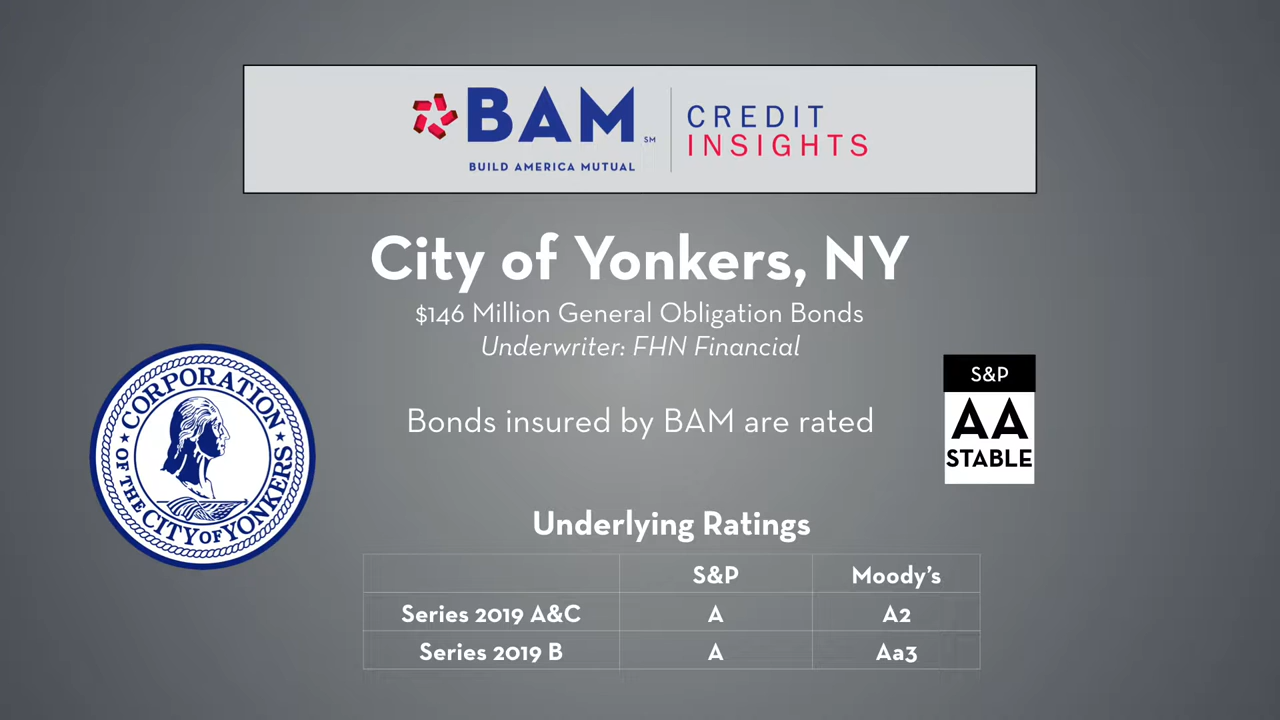 BAM SM
BUILD AMERICA MUTUAL
CREDIT
INSIGHTS
City of Yonkers, NY
$146 Million General Obligation Bonds
Underwriter: FHN Financial
CORPORATION
OF THE CITY OF YONKERS
Bonds insured by BAM are rated
S&P
AA
STABLE
Underlying Ratings
S&P Moody's
Series 2019 A&C A A2
Series 2019 B A Aa3